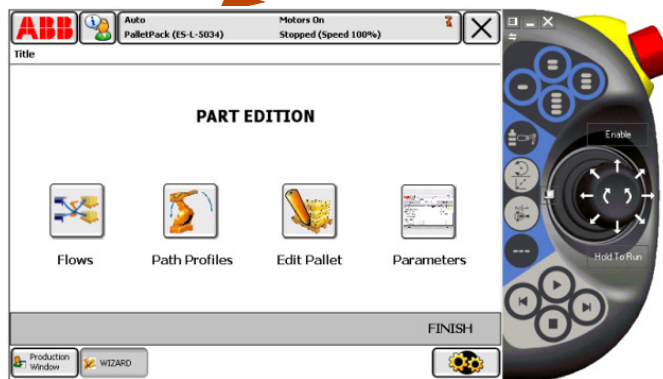 ABB
Auto
PalletPack (ES-L-5034)
Motors On
Stopped (Speed 100%)
Title
PART EDITION
Flows
Path Profiles
Edit Pallet
Parameters
FINISH
Production
Window
WIZARD
Enable
Hold To Run